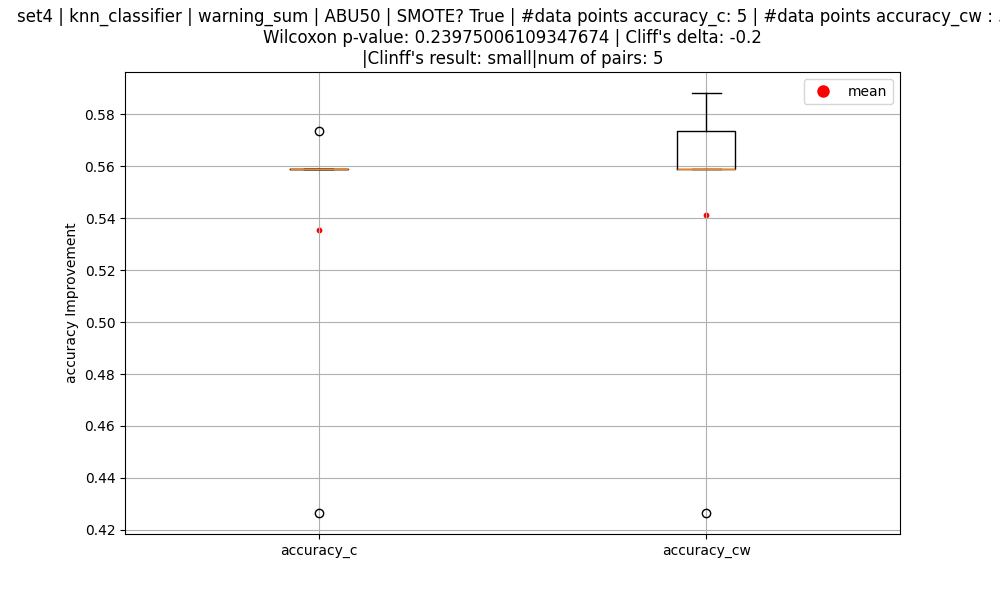 set4 | knn_classifier | warning_sum | ABU50 | SMOTE? True | #data points accuracy_c: 5 | #data points accuracy_cw :
Wilcoxon p-value: 0.23975006109347674 | Cliff's delta: -0.2
|Clinff's result: small|num of pairs: 5
mean
0.58
0.56
0.54
0.52
0.50
0.48
0.46
0.44
0.42
accuracy Improvement
accuracy_c
accuracy_cw